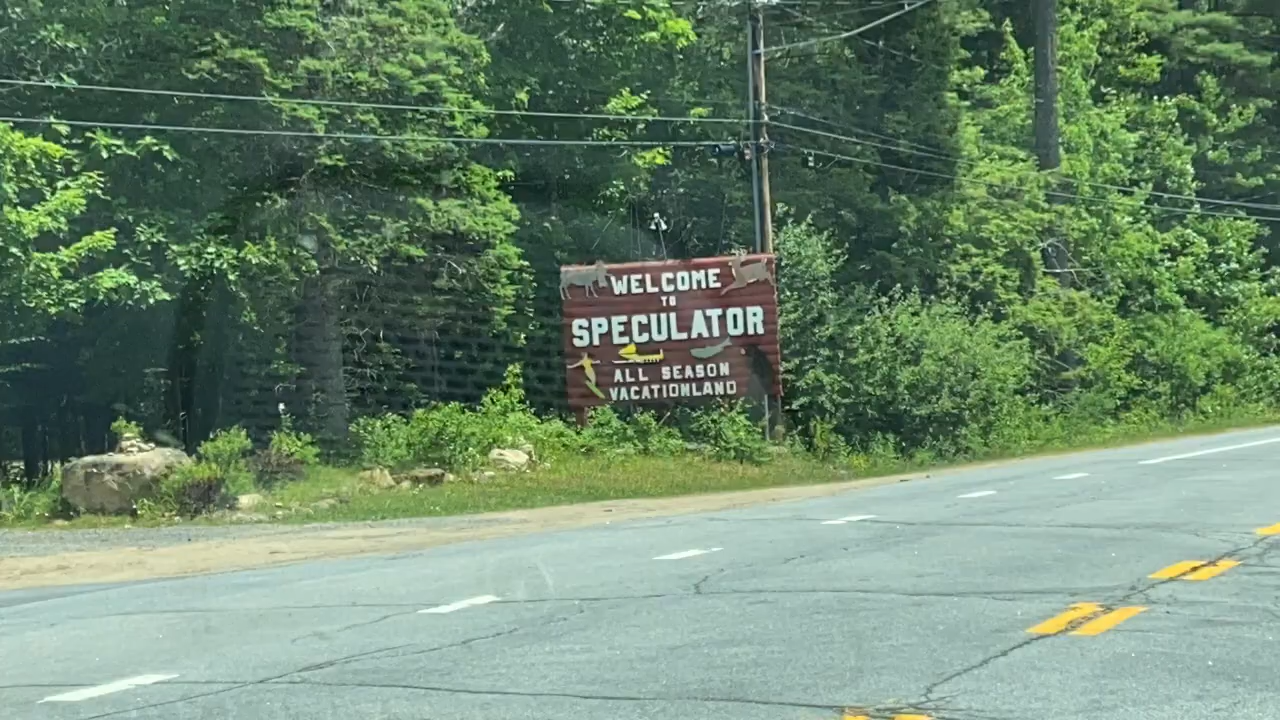 WELCOME
TO
SPECULATOR
ALL SEASON
VACATIONLAND